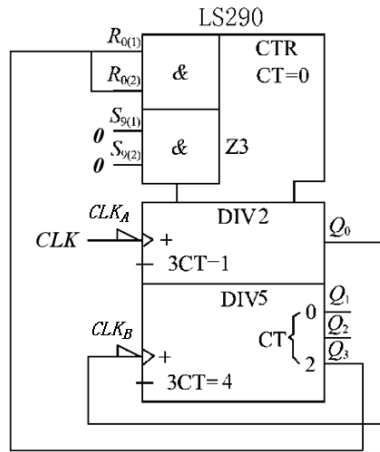 LS290
R0(1)
CTR
R0(2)
&
CT=0
S9(1)
0
&
Z3
S9(2)
0
DIV2
Q0
CLKA
CLK
+
3CT−1
DIV5
Q1
0
CLKB
CT
Q2
+
2
Q3
3CT=4